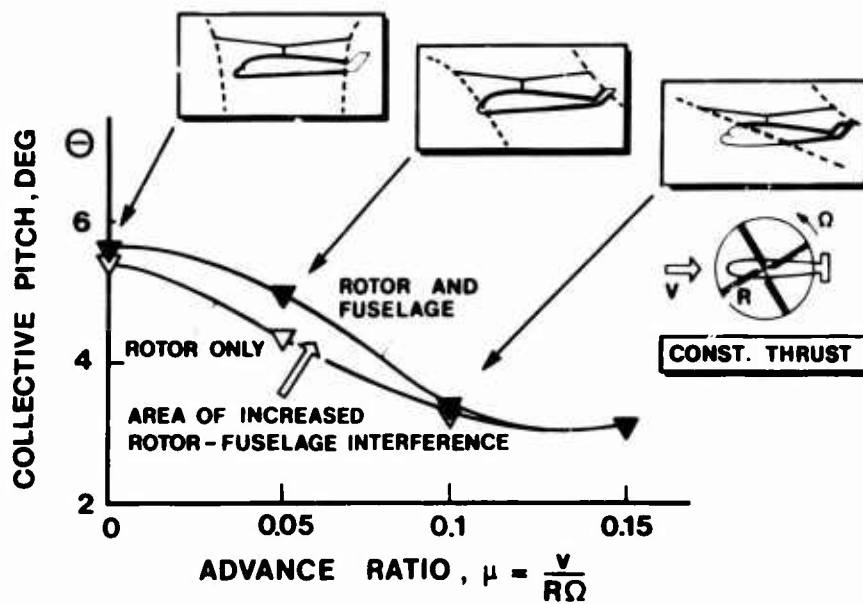 COLLECTIVE PITCH, DEG
Θ
6
4
2
0
0.05
0.1
0.15
ROTOR AND
FUSELAGE
ROTOR ONLY
AREA OF INCREASED
ROTOR-FUSELAGE INTERFERENCE
Ω
V
R
CONST. THRUST
ADVANCE RATIO, μ = v
RΩ